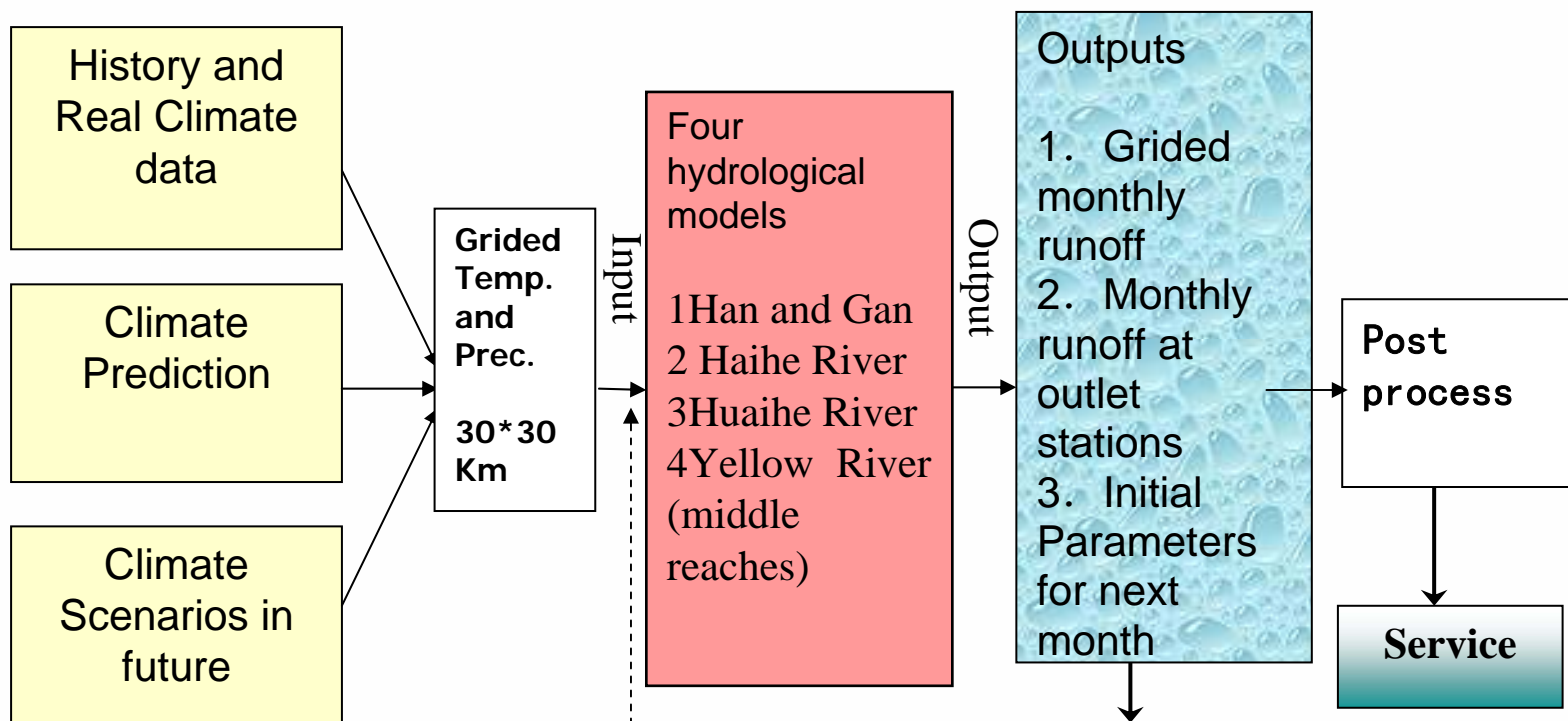 History and
Real Climate
data
Climate
Prediction
Climate
Scenarios in
future
Grided
Temp.
and
Prec.
30*30
Km
Input
Four
hydrological
models
1Han and Gan
2 Haihe River
3Huaihe River
4Yellow River
(middle
reaches)
Output
Outputs
1. Grided
monthly
runoff
2. Monthly
runoff at
outlet
stations
3. Initial
Parameters
for next
month
Post
process
Service